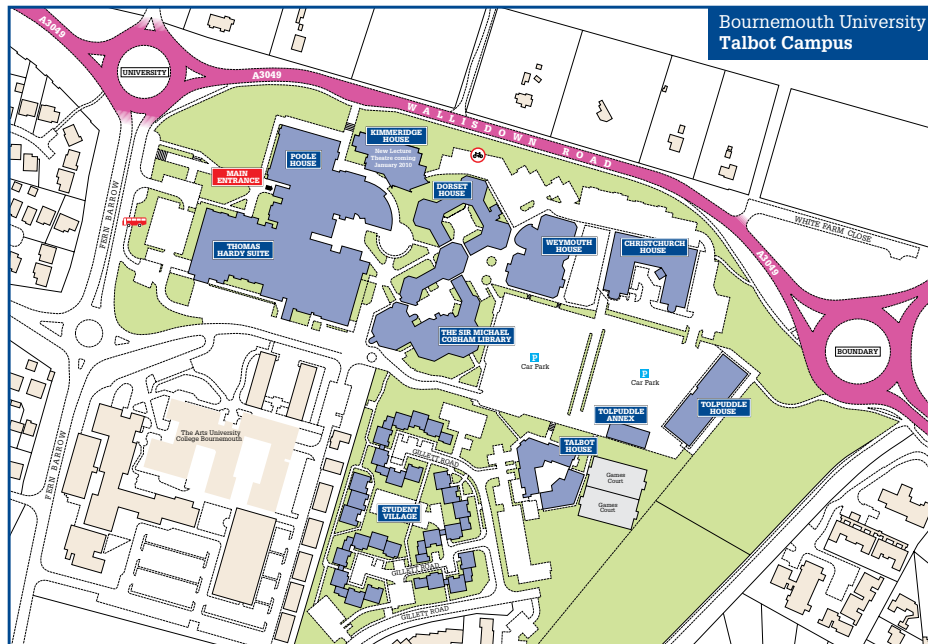 Bournemouth University
Talbot Campus
A3049
UNIVERSITY
A3049
WALLISDOWN ROAD
KIMMERIDGE
HOUSE
New Lecture
Theatre coming
January 2010
POOLE
HOUSE
MAIN
ENTRANCE
DORSET
HOUSE
FERN BARROW
WHITE FARM CLOSE
THOMAS
HARDY SUITE
WEYMOUTH
HOUSE
CHRISTCHURCH
HOUSE
A3049
THE SIR MICHAEL
COBHAM LIBRARY
BOUNDARY
P
Car Park
P
Car Park
TOLPUDDLE
HOUSE
TOLPUDDLE
ANNEX
The Arts University
College Bournemouth
TALBOT
HOUSE
GILLETT ROAD
FERN BARROW
Games
Court
Games
Court
STUDENT
VILLAGE
GILLETT ROAD
GILLETT ROAD